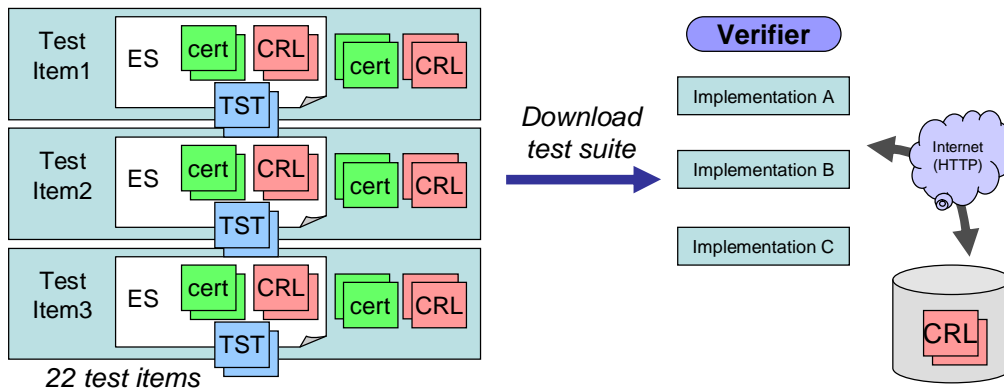 Test
Item1
ES
cert
CRL
TST
cert
CRL
Test
Item2
ES
cert
CRL
TST
cert
CRL
Test
Item3
ES
cert
CRL
TST
cert
CRL
22 test items
Download
test suite
Verifier
Implementation A
Implementation B
Implementation C
Internet
(HTTP)
CRL